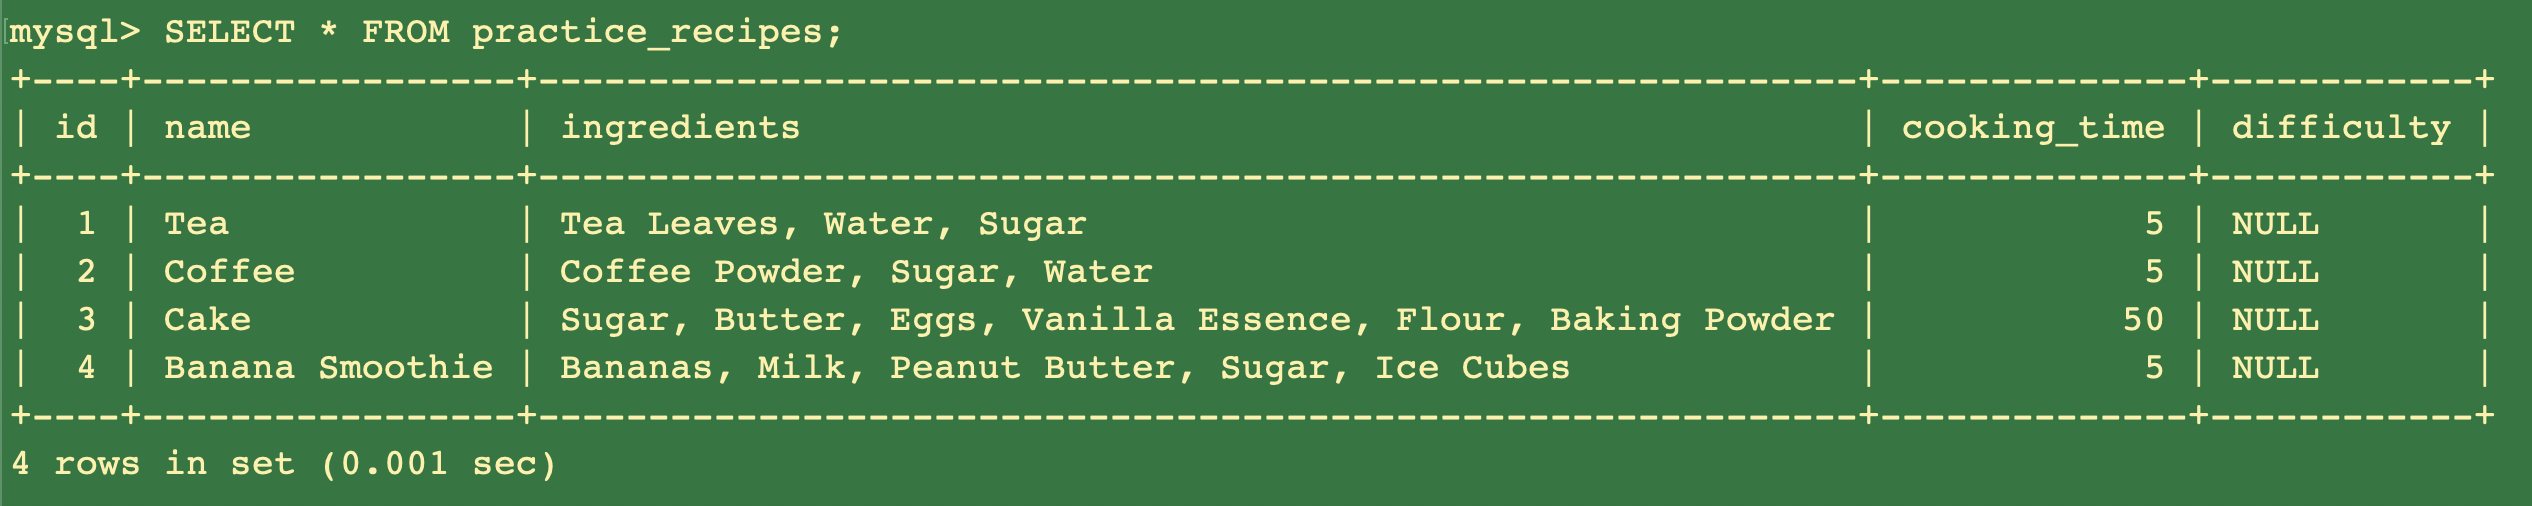 mysql> SELECT * FROM practice_recipes;
+----+-----------------+------------------------------------------------------------+--------------+------------+
| id | name            | ingredients                                                | cooking_time | difficulty |
+----+-----------------+------------------------------------------------------------+--------------+------------+
|  1 | Tea             | Tea Leaves, Water, Sugar                                   |            5 | NULL       |
|  2 | Coffee          | Coffee Powder, Sugar, Water                                |            5 | NULL       |
|  3 | Cake            | Sugar, Butter, Eggs, Vanilla Essence, Flour, Baking Powder |           50 | NULL       |
|  4 | Banana Smoothie | Bananas, Milk, Peanut Butter, Sugar, Ice Cubes             |            5 | NULL       |
+----+-----------------+------------------------------------------------------------+--------------+------------+
4 rows in set (0.001 sec)